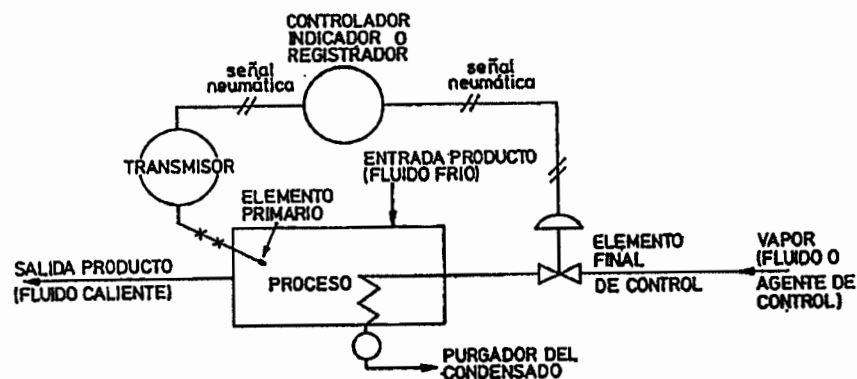 CONTROLADOR
INDICADOR O
REGISTRADOR
señal
neumática
señal
neumática
TRANSMISOR
ELEMENTO
PRIMARIO
ENTRADA PRODUCTO
(FLUIDO FRIO)
SALIDA PRODUCTO
(FLUIDO CALIENTE)
PROCESO
ELEMENTO
FINAL
DE CONTROL
VAPOR
(FLUIDO O
AGENTE DE
CONTROL)
PURGADOR DEL
CONDENSADO